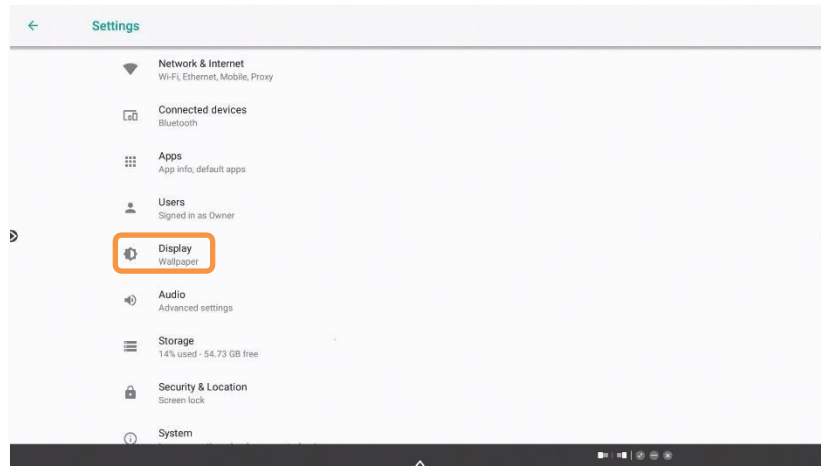 Settings
Network & Internet
Wi-Fi, Ethernet, Mobile, Proxy
Connected devices
Bluetooth
Apps
App info, default apps
Users
Signed in as Owner
Display
Wallpaper
Audio
Advanced settings
Storage
14% used - 54.73 GB free
Security & Location
Screen lock
System